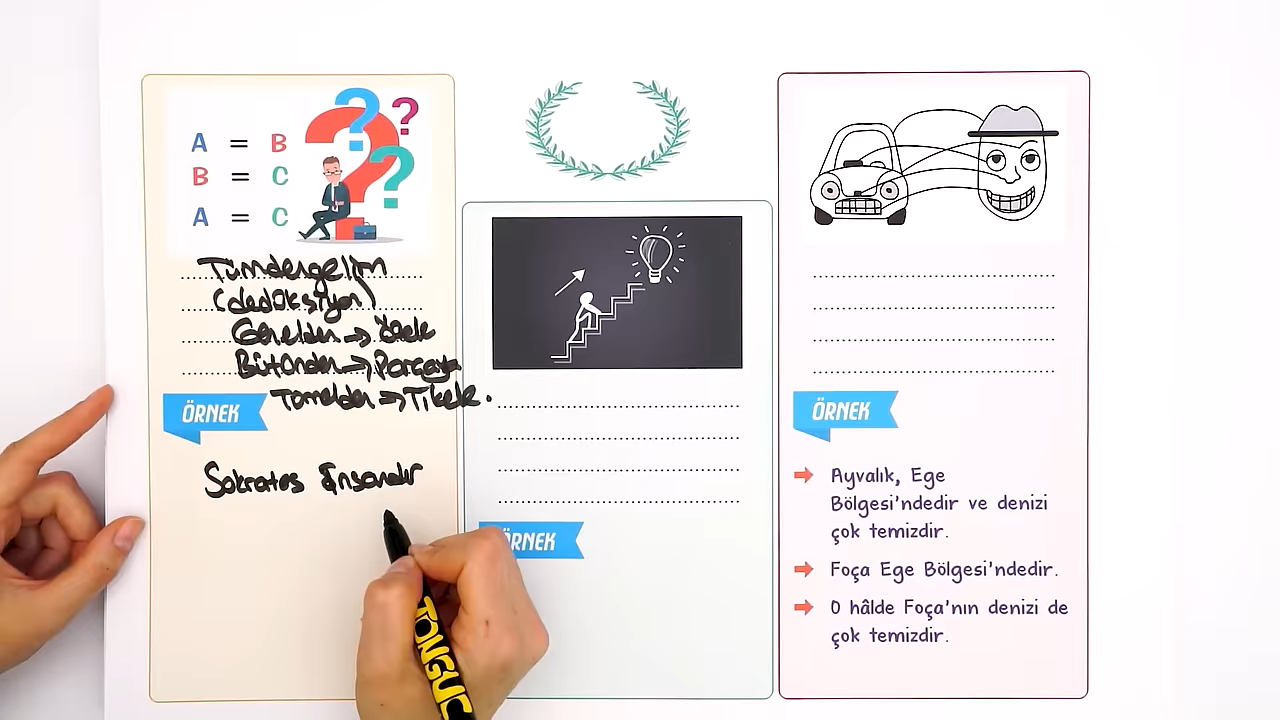 A = B
B = C
A = C
? ? ? ?
Tümdengelim
(dedüksiyon)
Genelden → özele
Bütünden → Parçaya
Tümelden → Tikele.
ÖRNEK
Sokrates insandır
ÖRNEK
ÖRNEK
Ayvalık, Ege
Bölgesi'ndedir ve denizi
çok temizdir.
Foça Ege Bölgesi'ndedir.
O hâlde Foça'nın denizi de
çok temizdir.
TONGUÇ